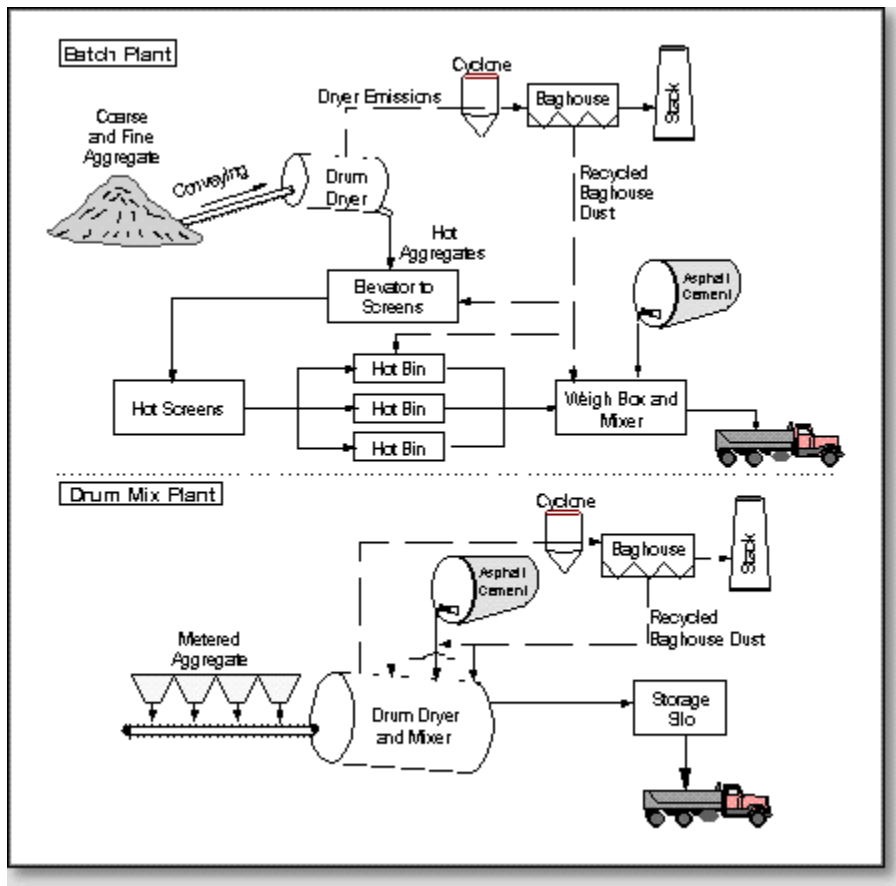 Batch Plant
Cyclone
Dryer Emissions
Baghouse
Stack
Coarse
and Fine
Aggregate
Conveying
Drum
Dryer
Recycled
Baghouse
Dust
Hot
Aggregates
Elevator to
Screens
Asphalt
Cement
Hot Bin
Hot Screens
Hot Bin
Weigh Box and
Mixer
Hot Bin
Drum Mix Plant
Cyclone
Baghouse
Stack
Asphalt
Cement
Recycled
Baghouse Dust
Metered
Aggregate
Drum Dryer
and Mixer
Storage
Silo